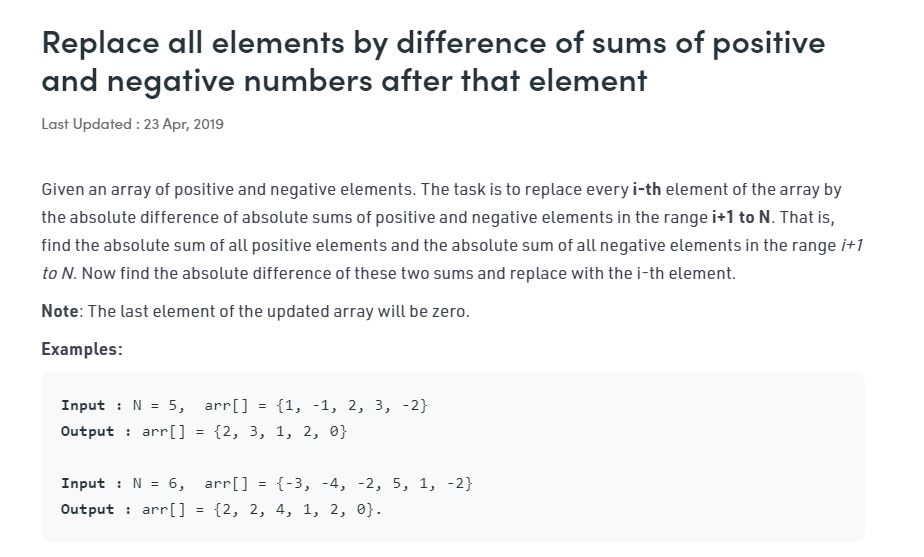 Replace all elements by difference of sums of positive
and negative numbers after that element
Last Updated : 23 Apr, 2019
Given an array of positive and negative elements. The task is to replace every i-th element of the array by
the absolute difference of absolute sums of positive and negative elements in the range i+1 to N. That is,
find the absolute sum of all positive elements and the absolute sum of all negative elements in the range i+1
to N. Now find the absolute difference of these two sums and replace with the i-th element.
Note: The last element of the updated array will be zero.
Examples:
Input : N = 5,  arr[] = {1, -1, 2, 3, -2}
Output : arr[] = {2, 3, 1, 2, 0}
Input : N = 6,  arr[] = {-3, -4, -2, 5, 1, -2}
Output : arr[] = {2, 2, 4, 1, 2, 0}.